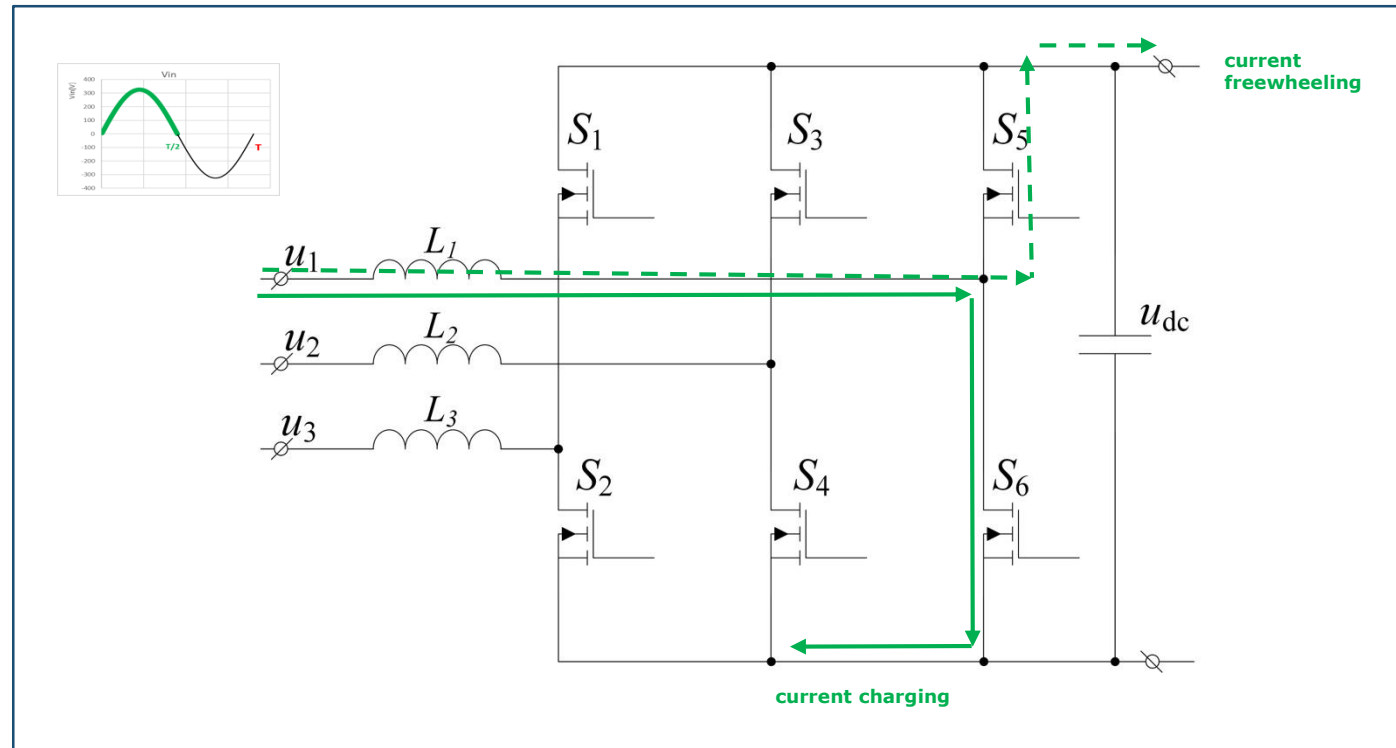 Vin
Vin[V]
400
300
200
100
0
-100
-200
-300
-400
T/2
T
current
freewheeling
S1
S3
S5
u1
L1
u2
L2
u3
L3
udc
S2
S4
S6
current charging